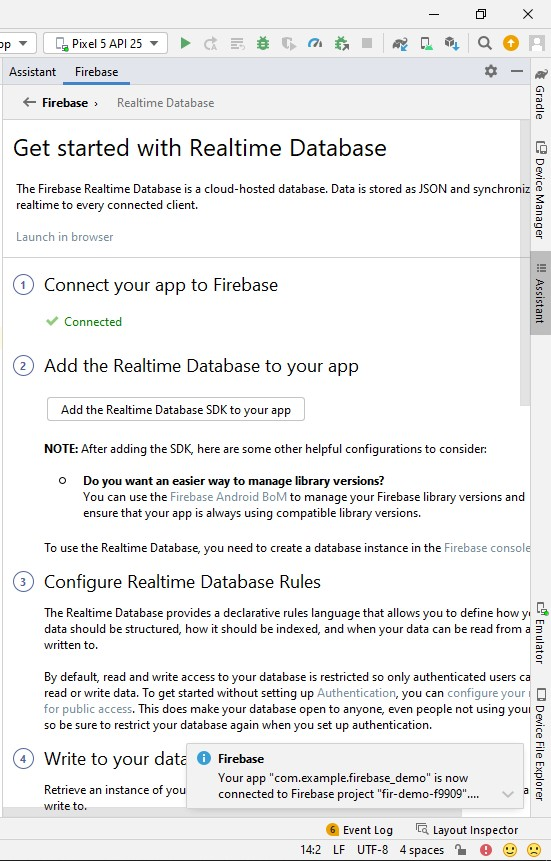 Pixel 5 API 25
Assistant Firebase
Firebase › Realtime Database
Get started with Realtime Database
The Firebase Realtime Database is a cloud-hosted database. Data is stored as JSON and synchroniz
realtime to every connected client.
Launch in browser
1 Connect your app to Firebase
Connected
2 Add the Realtime Database to your app
Add the Realtime Database SDK to your app
NOTE: After adding the SDK, here are some other helpful configurations to consider:
Do you want an easier way to manage library versions?
You can use the Firebase Android BoM to manage your Firebase library versions and
ensure that your app is always using compatible library versions.
To use the Realtime Database, you need to create a database instance in the Firebase console
3 Configure Realtime Database Rules
The Realtime Database provides a declarative rules language that allows you to define how yo
data should be structured, how it should be indexed, and when your data can be read from a
written to.
By default, read and write access to your database is restricted so only authenticated users ca
read or write data. To get started without setting up Authentication, you can configure your
for public access. This does make your database open to anyone, even people not using your
so be sure to restrict your database again when you set up authentication.
4 Write to your data
Retrieve an instance of you
write to.
Firebase
Your app "com.example.firebase_demo" is now
connected to Firebase project "fir-demo-f9909"....
Gradle
Device Manager
Assistant
Emulator
Device File Explorer
6 Event Log Layout Inspector
14:2 LF UTF-8 4 spaces